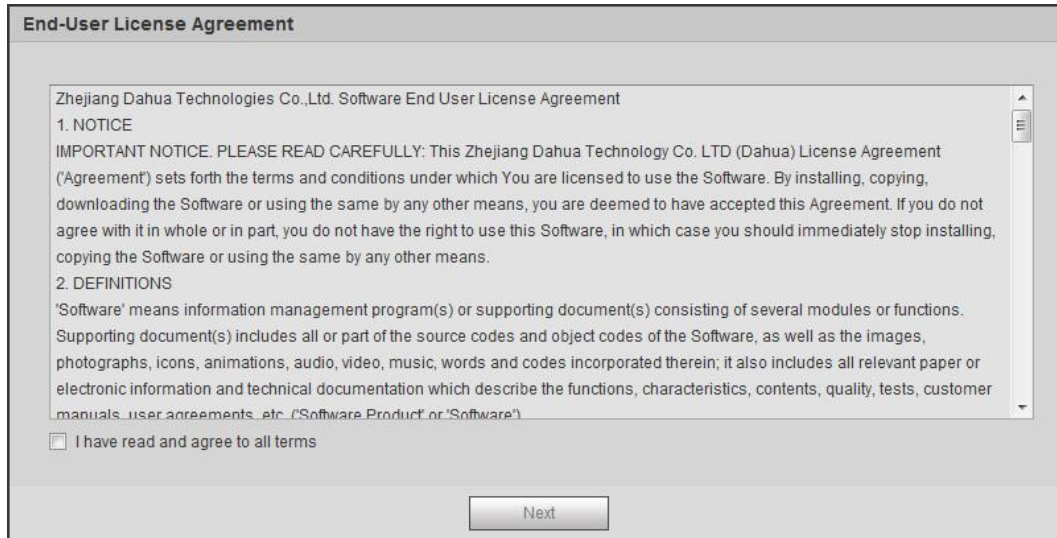 End-User License Agreement
Zhejiang Dahua Technologies Co.,Ltd. Software End User License Agreement
1. NOTICE
IMPORTANT NOTICE. PLEASE READ CAREFULLY: This Zhejiang Dahua Technology Co. LTD (Dahua) License Agreement
('Agreement') sets forth the terms and conditions under which You are licensed to use the Software. By installing, copying,
downloading the Software or using the same by any other means, you are deemed to have accepted this Agreement. If you do not
agree with it in whole or in part, you do not have the right to use this Software, in which case you should immediately stop installing,
copying the Software or using the same by any other means.
2. DEFINITIONS
'Software' means information management program(s) or supporting document(s) consisting of several modules or functions.
Supporting document(s) includes all or part of the source codes and object codes of the Software, as well as the images,
photographs, icons, animations, audio, video, music, words and codes incorporated therein; it also includes all relevant paper or
electronic information and technical documentation which describe the functions, characteristics, contents, quality, tests, customer
manuals, user agreements, etc. ('Software Product' or 'Software')
I have read and agree to all terms
Next